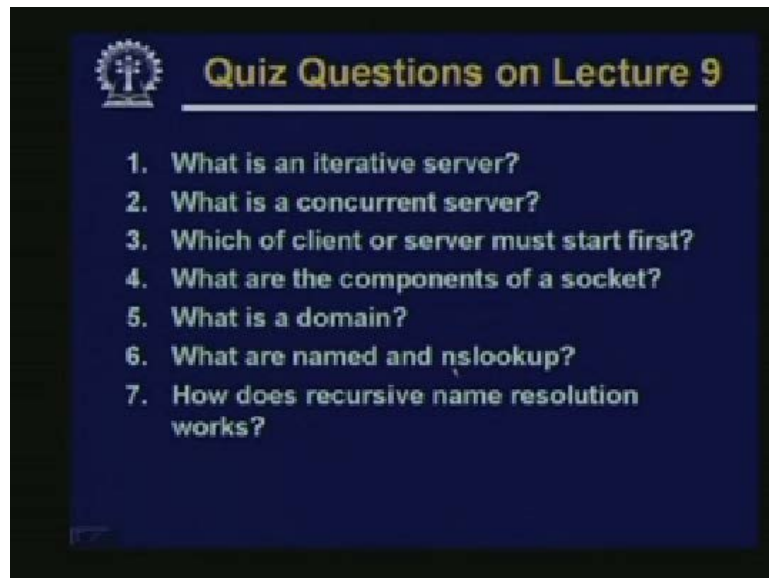 Quiz Questions on Lecture 9
1. What is an iterative server?
2. What is a concurrent server?
3. Which of client or server must start first?
4. What are the components of a socket?
5. What is a domain?
6. What are named and nslookup?
7. How does recursive name resolution
works?